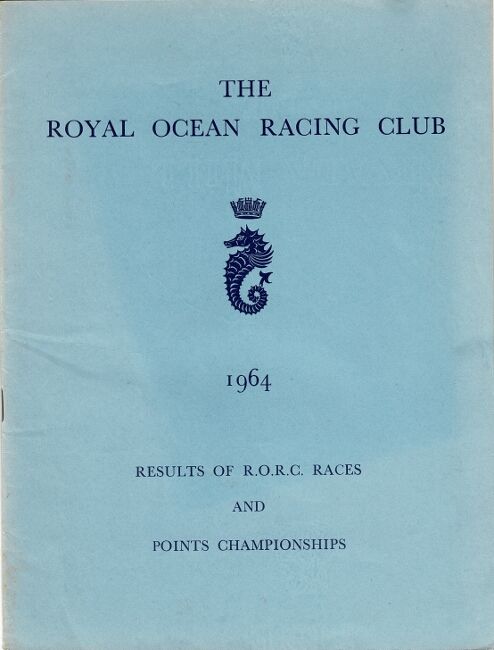 THE
ROYAL OCEAN RACING CLUB
1964
RESULTS OF R.O.R.C. RACES
AND
POINTS CHAMPIONSHIPS